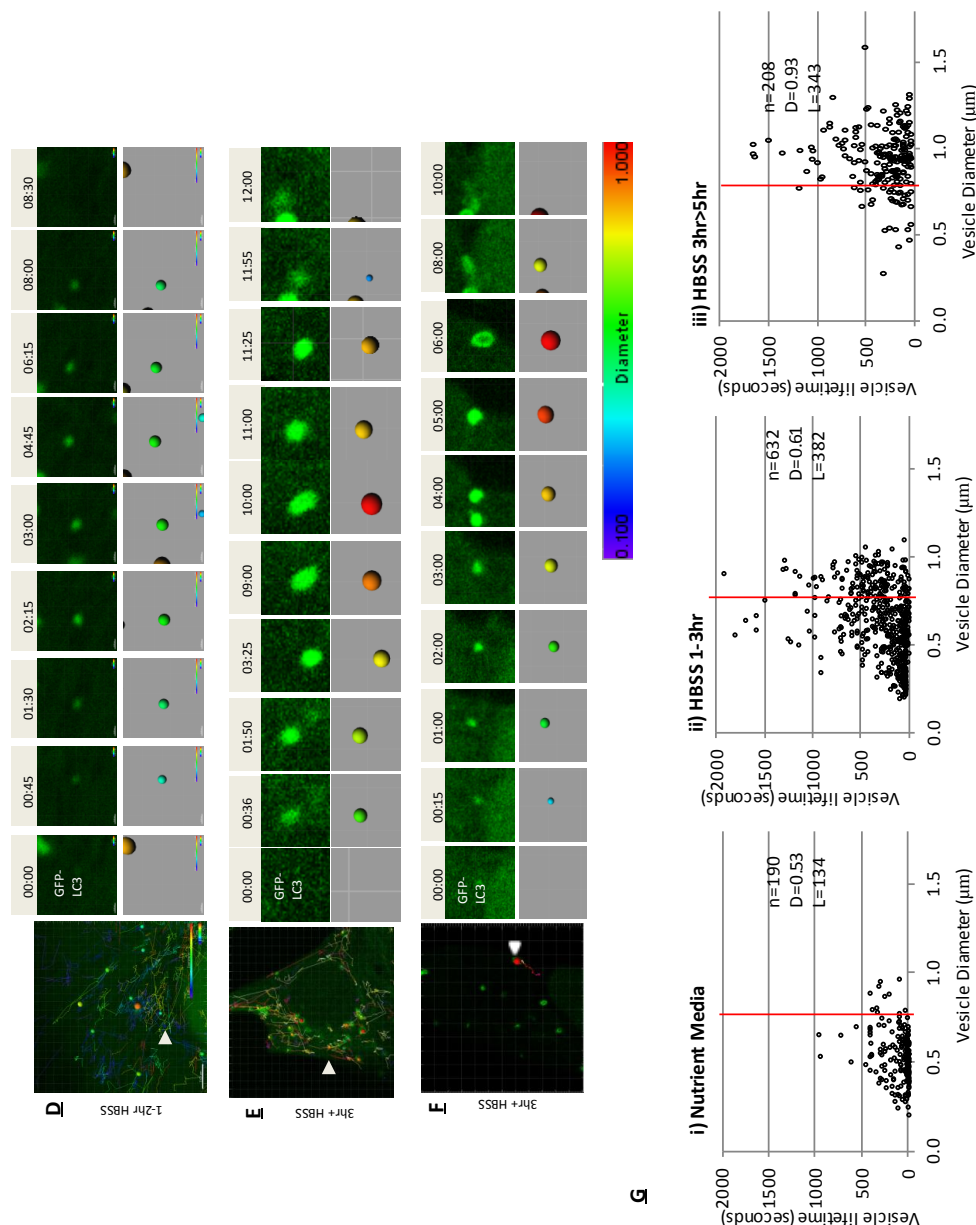 D
1-2hr HBSS
00:00
00:45
01:30
02:15
03:00
04:45
06:15
08:00
08:30
GFP-
LC3
E
3hr+ HBSS
00:00
00:36
01:50
03:25
09:00
10:00
11:00
11:25
11:55
12:00
GFP-
LC3
F
3hr+ HBSS
00:00
00:15
01:00
02:00
03:00
04:00
05:00
06:00
08:00
10:00
GFP-
LC3
0.100
Diameter
1.000
G
i) Nutrient Media
Vesicle lifetime (seconds)
2000
1500
1000
500
0
n=190
D=0.53
L=134
0.0
0.5
1.0
1.5
Vesicle Diameter (µm)
ii) HBSS 1-3hr
Vesicle lifetime (seconds)
2000
1500
1000
500
0
n=632
D=0.61
L=382
0.0
0.5
1.0
1.5
Vesicle Diameter (µm)
iii) HBSS 3hr>5hr
Vesicle lifetime (seconds)
2000
1500
1000
500
0
n=208
D=0.93
L=343
0.0
0.5
1.0
1.5
Vesicle Diameter (µm)